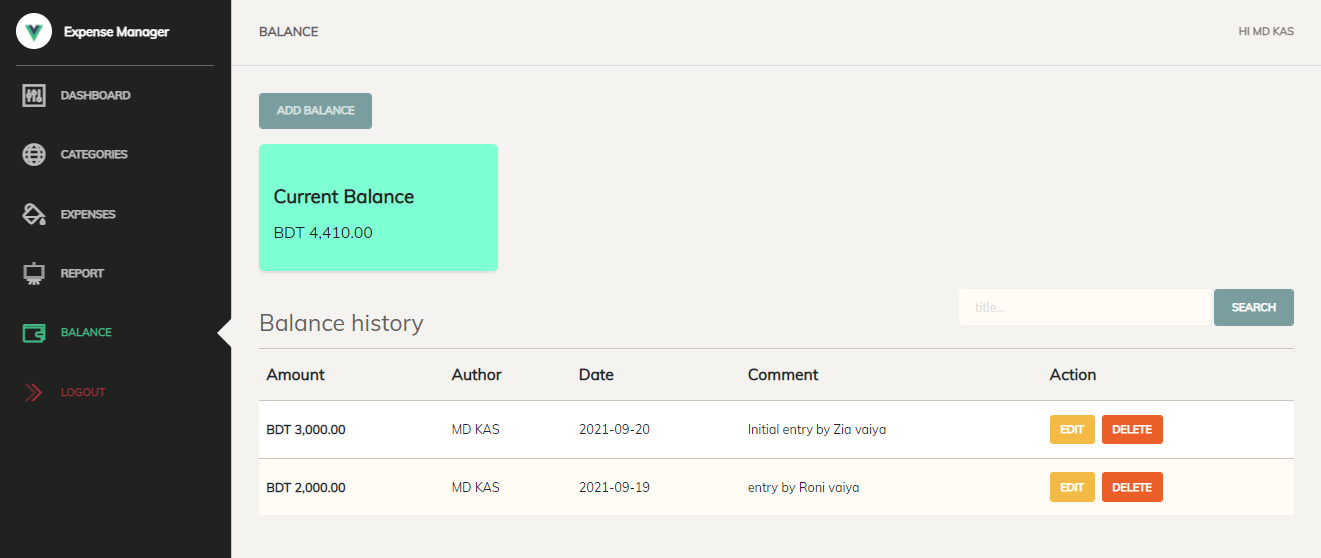 Expense Manager
DASHBOARD
CATEGORIES
EXPENSES
REPORT
BALANCE
LOGOUT
BALANCE
HI MD KAS
ADD BALANCE
Current Balance
BDT 4,410.00
Balance history
title...
SEARCH
Amount Author Date Comment Action
BDT 3,000.00 MD KAS 2021-09-20 Initial entry by Zia vaiya EDIT DELETE
BDT 2,000.00 MD KAS 2021-09-19 entry by Roni vaiya EDIT DELETE